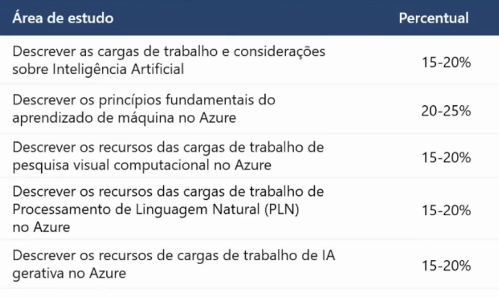 Área de estudo Percentual
Descrever as cargas de trabalho e considerações
sobre Inteligência Artificial
15-20%
Descrever os princípios fundamentais do
aprendizado de máquina no Azure
20-25%
Descrever os recursos das cargas de trabalho de
pesquisa visual computacional no Azure
15-20%
Descrever os recursos das cargas de trabalho de
Processamento de Linguagem Natural (PLN)
no Azure
15-20%
Descrever os recursos de cargas de trabalho de IA
gerativa no Azure
15-20%